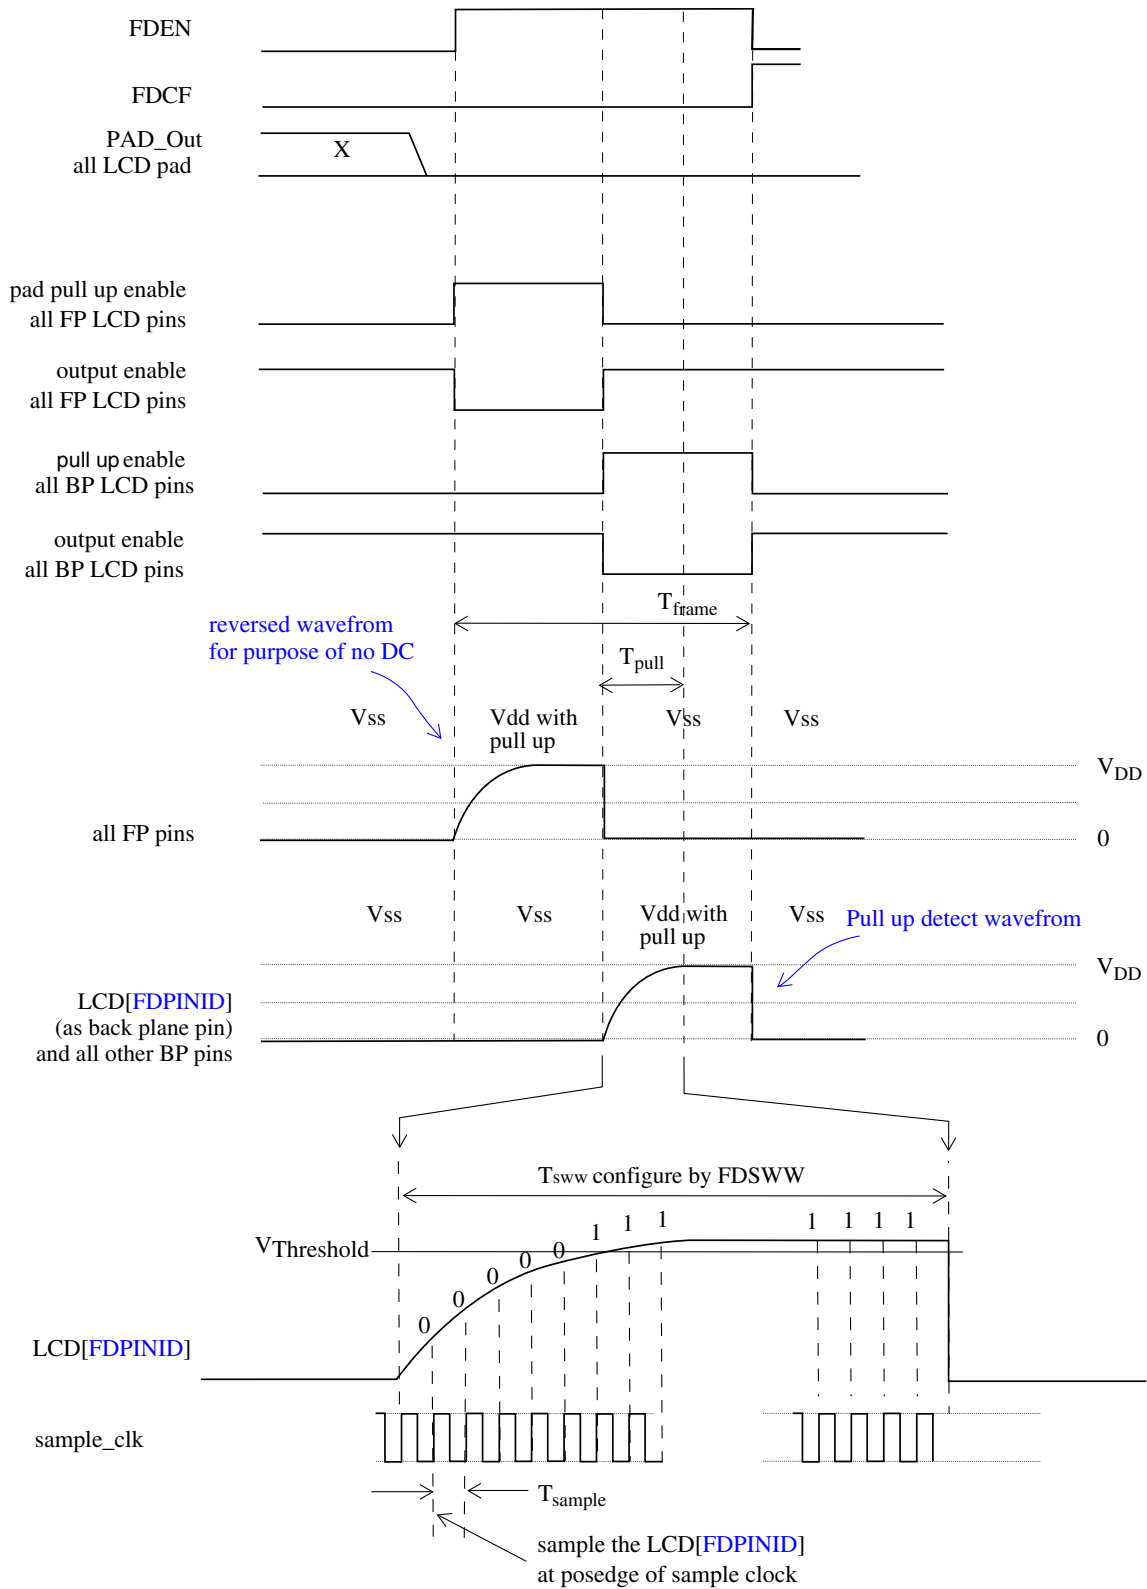 FDEN
FDCF
PAD_Out
all LCD pad
X
pad pull up enable
all FP LCD pins
output enable
all FP LCD pins
pull up enable
all BP LCD pins
output enable
all BP LCD pins
Tframe
reversed wavefrom
for purpose of no DC
Tpull
Vss
Vdd with
pull up
Vss
Vss
VDD
all FP pins
0
Vss
Vss
Vdd with
pull up
Vss
Pull up detect wavefrom
VDD
LCD[FDPINID]
(as back plane pin)
and all other BP pins
0
Tsww configure by FDSWW
VThreshold
0 0 0 0 0 1 1 1
1 1 1 1
LCD[FDPINID]
sample_clk
Tsample
sample the LCD[FDPINID]
at posedge of sample clock